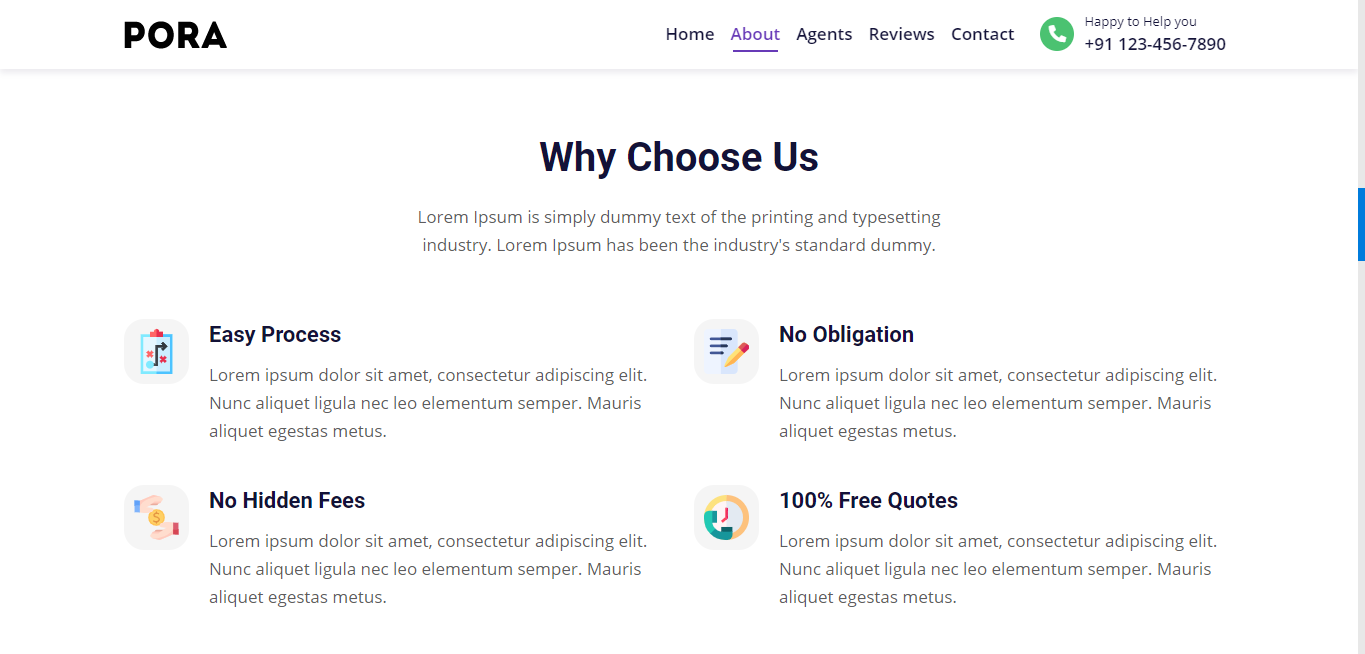 PORA
Home About Agents Reviews Contact
Happy to Help you
+91 123-456-7890
Why Choose Us
Lorem Ipsum is simply dummy text of the printing and typesetting
industry. Lorem Ipsum has been the industry's standard dummy.
Easy Process
Lorem ipsum dolor sit amet, consectetur adipiscing elit.
Nunc aliquet ligula nec leo elementum semper. Mauris
aliquet egestas metus.
No Obligation
Lorem ipsum dolor sit amet, consectetur adipiscing elit.
Nunc aliquet ligula nec leo elementum semper. Mauris
aliquet egestas metus.
No Hidden Fees
Lorem ipsum dolor sit amet, consectetur adipiscing elit.
Nunc aliquet ligula nec leo elementum semper. Mauris
aliquet egestas metus.
100% Free Quotes
Lorem ipsum dolor sit amet, consectetur adipiscing elit.
Nunc aliquet ligula nec leo elementum semper. Mauris
aliquet egestas metus.